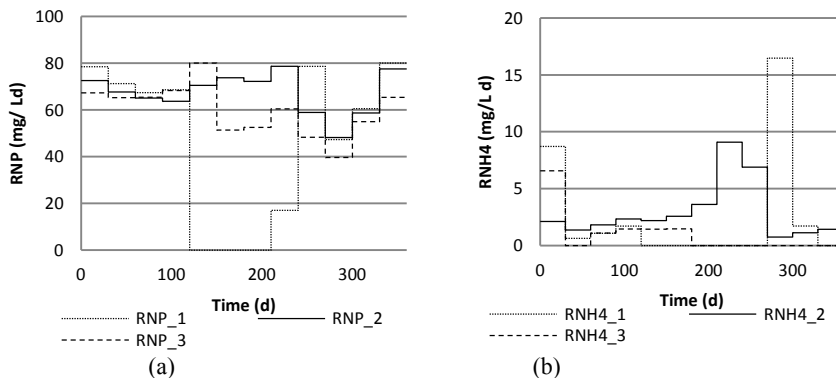 100
80
60
40
20
0
RNP (mg/ Ld)
0 100 200 300
Time (d)
RNP_1 RNP_2
RNP_3
(a)
20
15
10
5
0
RNH4 (mg/L d)
0 100 200 300
Time (d)
RNH4_1 RNH4_2
RNH4_3
(b)